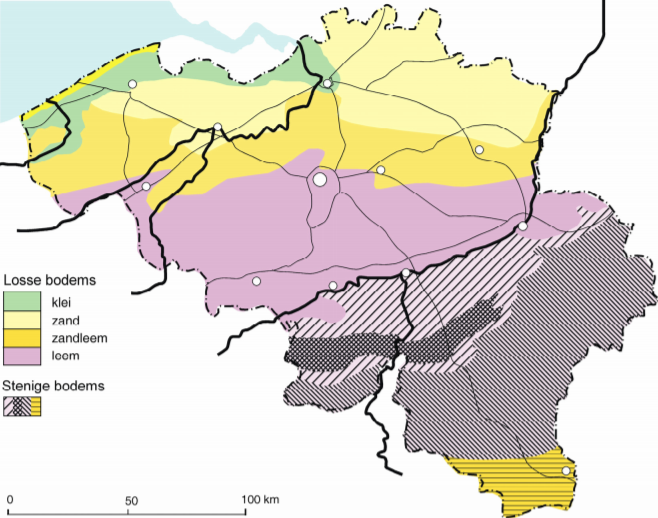 Losse bodems
klei
zand
zandleem
leem
Stenige bodems
0 50 100 km